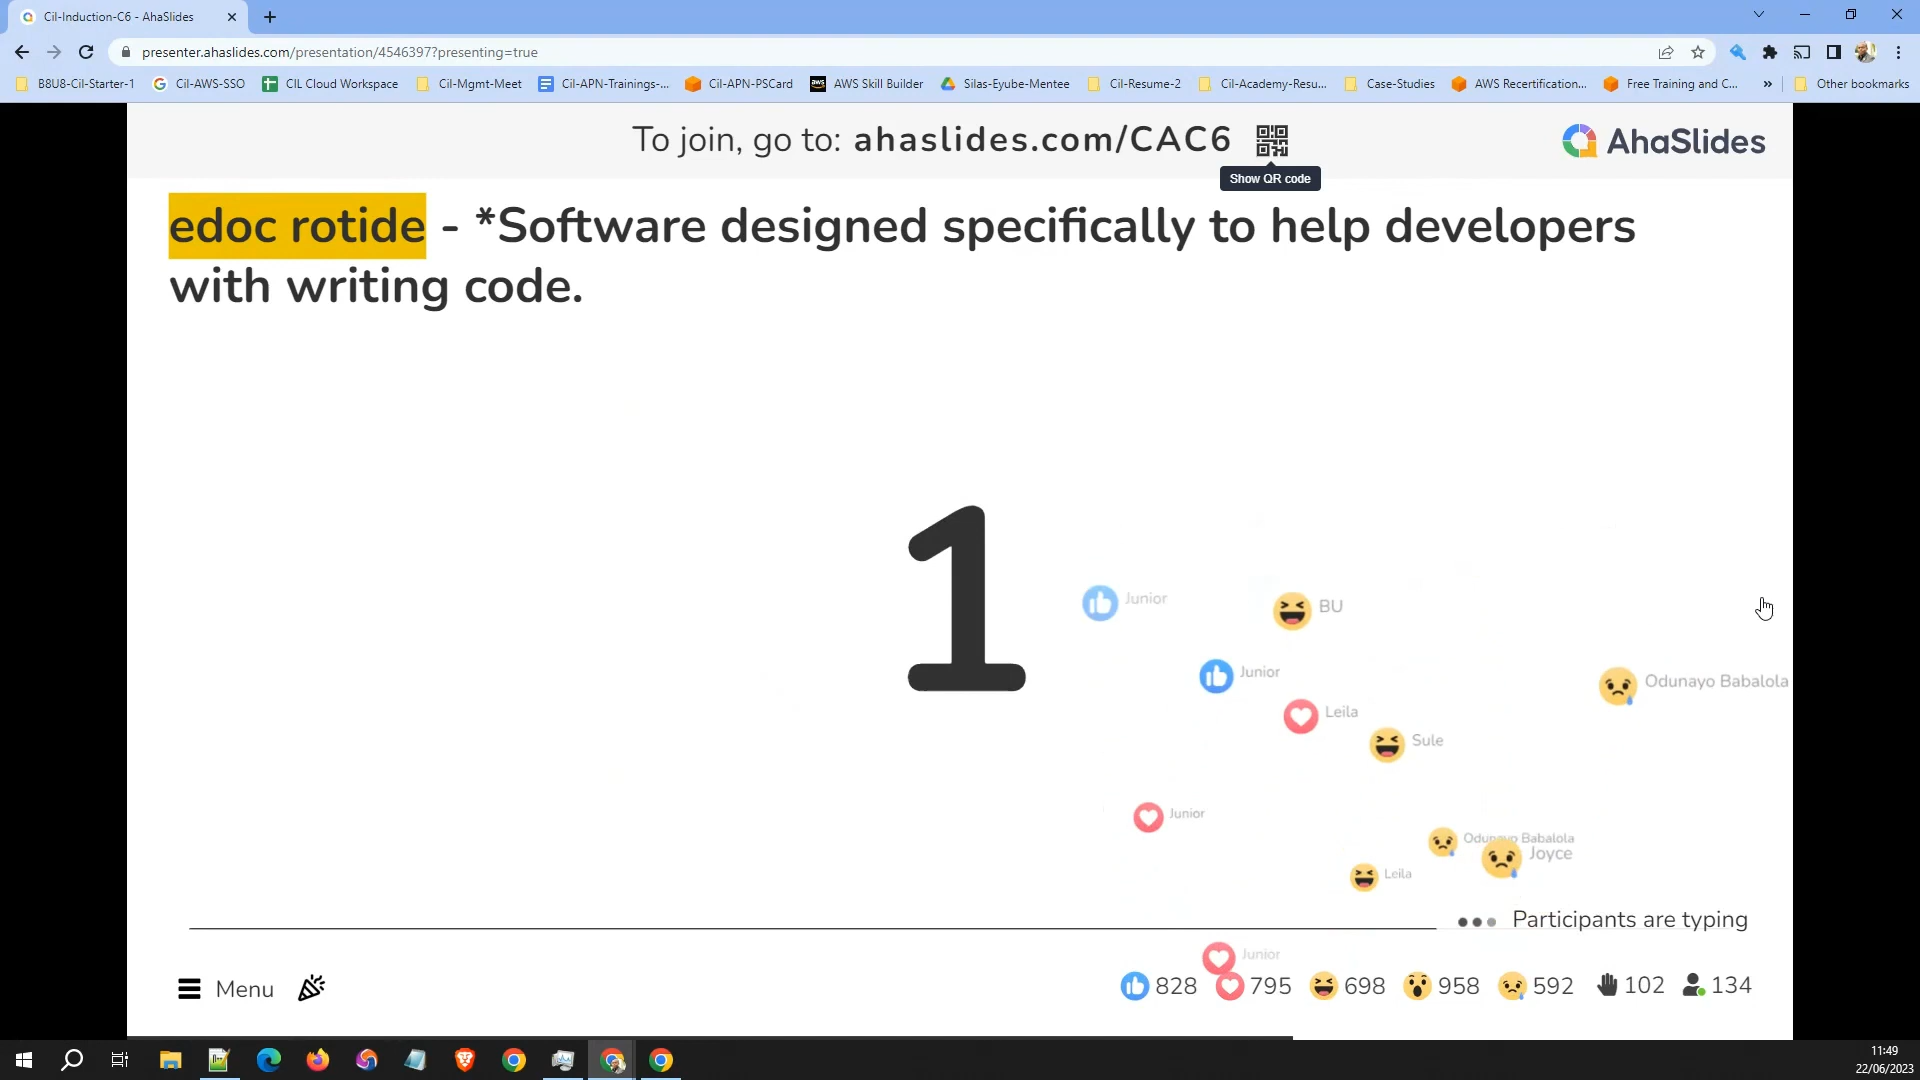 Cil-Induction-C6 - AhaSlides
presenter.ahaslides.com/presentation/4546397?presenting=true
B8U8-Cil-Starter-1 Cil-AWS-SSO CIL Cloud Workspace Cil-Mgmt-Meet Cil-APN-Trainings-... Cil-APN-PSCard AWS Skill Builder Silas-Eyube-Mentee Cil-Resume-2 Cil-Academy-Resu... Case-Studies AWS Recertification... Free Training and C... » Other bookmarks
To join, go to: ahaslides.com/CAC6
AhaSlides
Show QR code
edoc rotide - *Software designed specifically to help developers
with writing code.
1
Junior
BU
Junior
Odunayo Babalola
Leila
Sule
Junior
Odunayo Babalola
Joyce
Leila
Participants are typing
Junior
Menu
828 795 698 958 592 102 134
11:49
22/06/2023